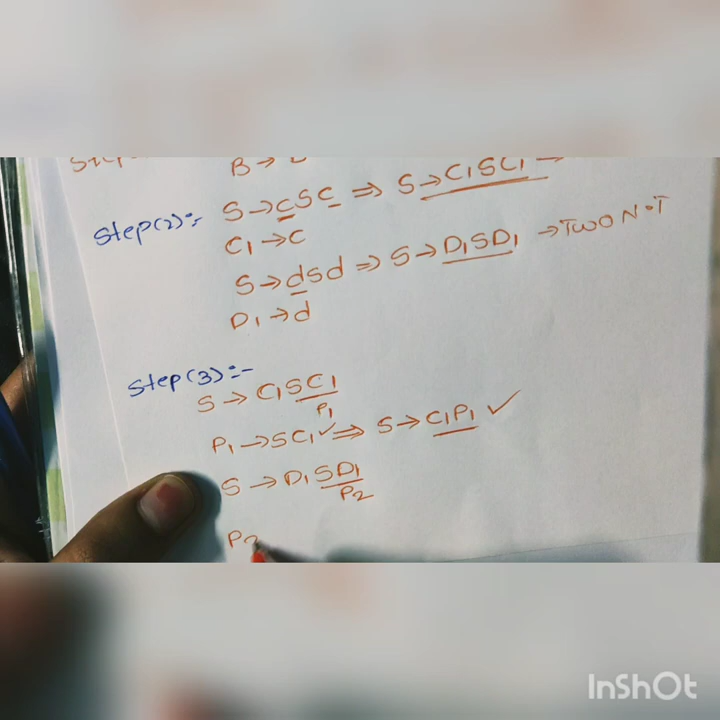 B →
Step(2):- S → cSc ⇒ S → C1SC1 →
C1 → c
S → dSd ⇒ S → D1SD1 → TWO NOT
D1 → d
Step(3):-
S → C1SC1
P1
P1 → SC1 ✓ ⇒ S → C1P1 ✓
S → D1SD1
P2
P2
InShOt